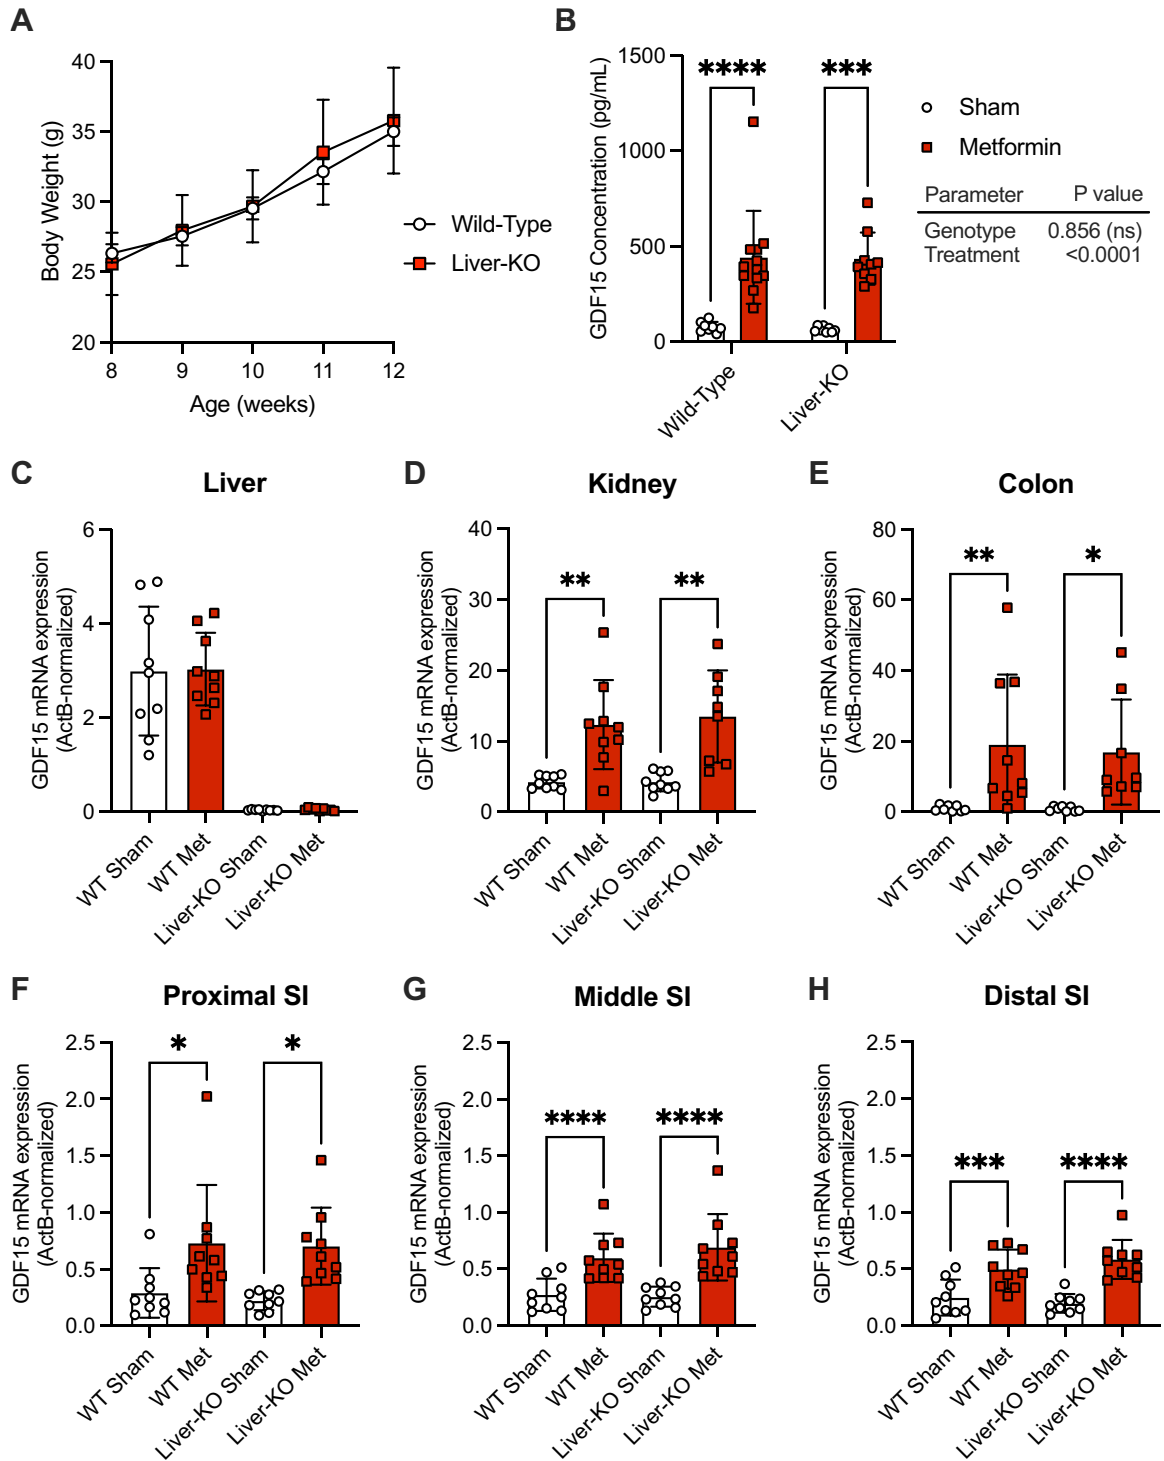 A
Body Weight (g)
40
35
30
25
20
8 9 10 11 12
Age (weeks)
Wild-Type
Liver-KO
B
GDF15 Concentration (pg/mL)
1500
1000
500
0
**** ***
Wild-Type
Liver-KO
Sham
Metformin
Parameter P value
Genotype 0.856 (ns)
Treatment <0.0001
C
Liver
GDF15 mRNA expression
(ActB-normalized)
6
4
2
0
WT Sham
WT Met
Liver-KO Sham
Liver-KO Met
D
Kidney
GDF15 mRNA expression
(ActB-normalized)
40
30
20
10
0
** **
WT Sham
WT Met
Liver-KO Sham
Liver-KO Met
E
Colon
GDF15 mRNA expression
(ActB-normalized)
80
60
40
20
0
** *
WT Sham
WT Met
Liver-KO Sham
Liver-KO Met
F
Proximal SI
GDF15 mRNA expression
(ActB-normalized)
2.5
2.0
1.5
1.0
0.5
0.0
* *
WT Sham
WT Met
Liver-KO Sham
Liver-KO Met
G
Middle SI
GDF15 mRNA expression
(ActB-normalized)
2.5
2.0
1.5
1.0
0.5
0.0
**** ****
WT Sham
WT Met
Liver-KO Sham
Liver-KO Met
H
Distal SI
GDF15 mRNA expression
(ActB-normalized)
2.5
2.0
1.5
1.0
0.5
0.0
*** ****
WT Sham
WT Met
Liver-KO Sham
Liver-KO Met